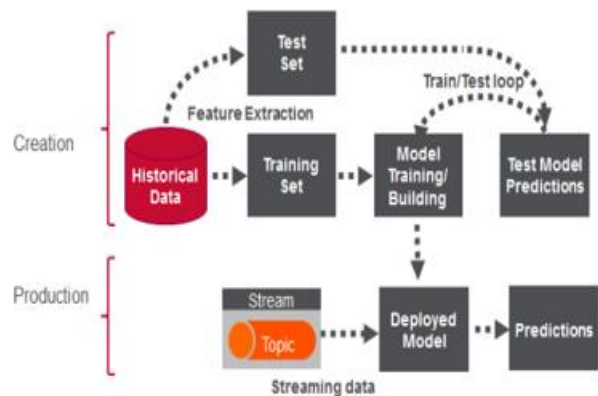 Test
Set
Train/Test loop
Feature Extraction
Creation
Historical
Data
Training
Set
Model
Training/
Building
Test Model
Predictions
Production
Stream
Topic
Deployed
Model
Predictions
Streaming data